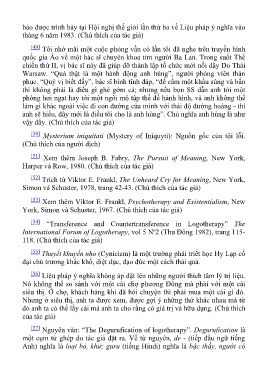 báo được trình bày tại Hội nghị thế giới lần thứ ba về Liệu pháp ý nghĩa vào
tháng 6 năm 1983. (Chú thích của tác giả)
[49] Tôi nhớ mãi một cuộc phỏng vấn có lần tôi đã nghe trên truyền hình
quốc gia Áo về một bác sĩ chuyên khoa tim người Ba Lan. Trong suốt Thế
chiến thứ II, vị bác sĩ này đã giúp đỡ thành lập tổ chức mới nổi dậy Do Thái
Warsaw. “Quả thật là một hành động anh hùng”, người phóng viên thán
phục. “Quý vị biết đấy”, bác sĩ bình tĩnh đáp, “để cầm một khẩu súng và bắn
thì không phải là điều gì ghê gớm cả; nhưng nếu bọn SS dẫn anh tới một
phòng hơi ngạt hay tới một ngôi mộ tập thể để hành hình, và anh không thể
làm gì khác ngoài việc đi con đường của mình với thái độ đường hoàng - thì
anh sẽ hiểu, đây mới là điều tôi cho là anh hùng”. Chủ nghĩa anh hùng là như
vậy đấy. (Chú thích của tác giả)
[50] Mysterium iniquitati (Mystery of Iniquyti): Nguồn gốc của tội lỗi.
(Chú thích của người dịch)
[51] Xem thêm Joseph B. Fabry, The Pursuit of Meaning, New York,
Harper và Row, 1980. (Chú thích của tác giả)
[52] Trích từ Viktor E. Frankl, The Unheard Cry for Meaning, New York,
Simon và Schuster, 1978, trang 42-43. (Chú thích của tác giả)
[53] Xem thêm Viktor E. Frankl, Psychotherapy and Existentialism, New
York, Simon và Schuster, 1967. (Chú thích của tác giả)
[54] “Transference and Countertransference in Logotherapy” The
International Forum of Logotherapy, vol 5 Nº2 (Thu Đông 1982), trang 115-
118. (Chú thích của tác giả)
[55] Thuyết khuyển nho (Cynicism) là một trường phái triết học Hy Lạp cổ
đại chủ trương khắc khổ, diệt dục, đạo đức một cách thái quá.
[56] Liệu pháp ý nghĩa không áp đặt lên những người thích tâm lý trị liệu.
Nó không thể so sánh với một cái chợ phương Đông mà phải với một cái
siêu thị. Ở chợ, khách hàng khi đã hỏi chuyện thì phải mua một cái gì đó.
Nhưng ở siêu thị, anh ta được xem, được gợi ý những thứ khác nhau mà từ
đó anh ta có thể lấy cái mà anh ta cho rằng có giá trị và hữu dụng. (Chú thích
của tác giả)
[57] Nguyên văn: “The Degurufication of logotherapy”. Degurufication là
một cụm từ ghép do tác giả đặt ra. Về từ nguyên, de - (tiếp đầu ngữ tiếng
Anh) nghĩa là loại bỏ, khử; guru (tiếng Hindi) nghĩa là bậc thầy, người có